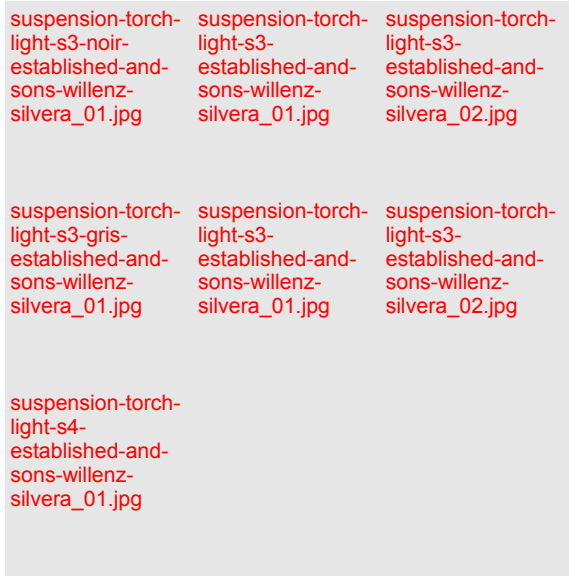 suspension-torch-
light-s3-noir-
established-and-
sons-willenz-
silvera_01.jpg
suspension-torch-
light-s3-
established-and-
sons-willenz-
silvera_01.jpg
suspension-torch-
light-s3-
established-and-
sons-willenz-
silvera_02.jpg
suspension-torch-
light-s3-gris-
established-and-
sons-willenz-
silvera_01.jpg
suspension-torch-
light-s3-
established-and-
sons-willenz-
silvera_01.jpg
suspension-torch-
light-s3-
established-and-
sons-willenz-
silvera_02.jpg
suspension-torch-
light-s4-
established-and-
sons-willenz-
silvera_01.jpg